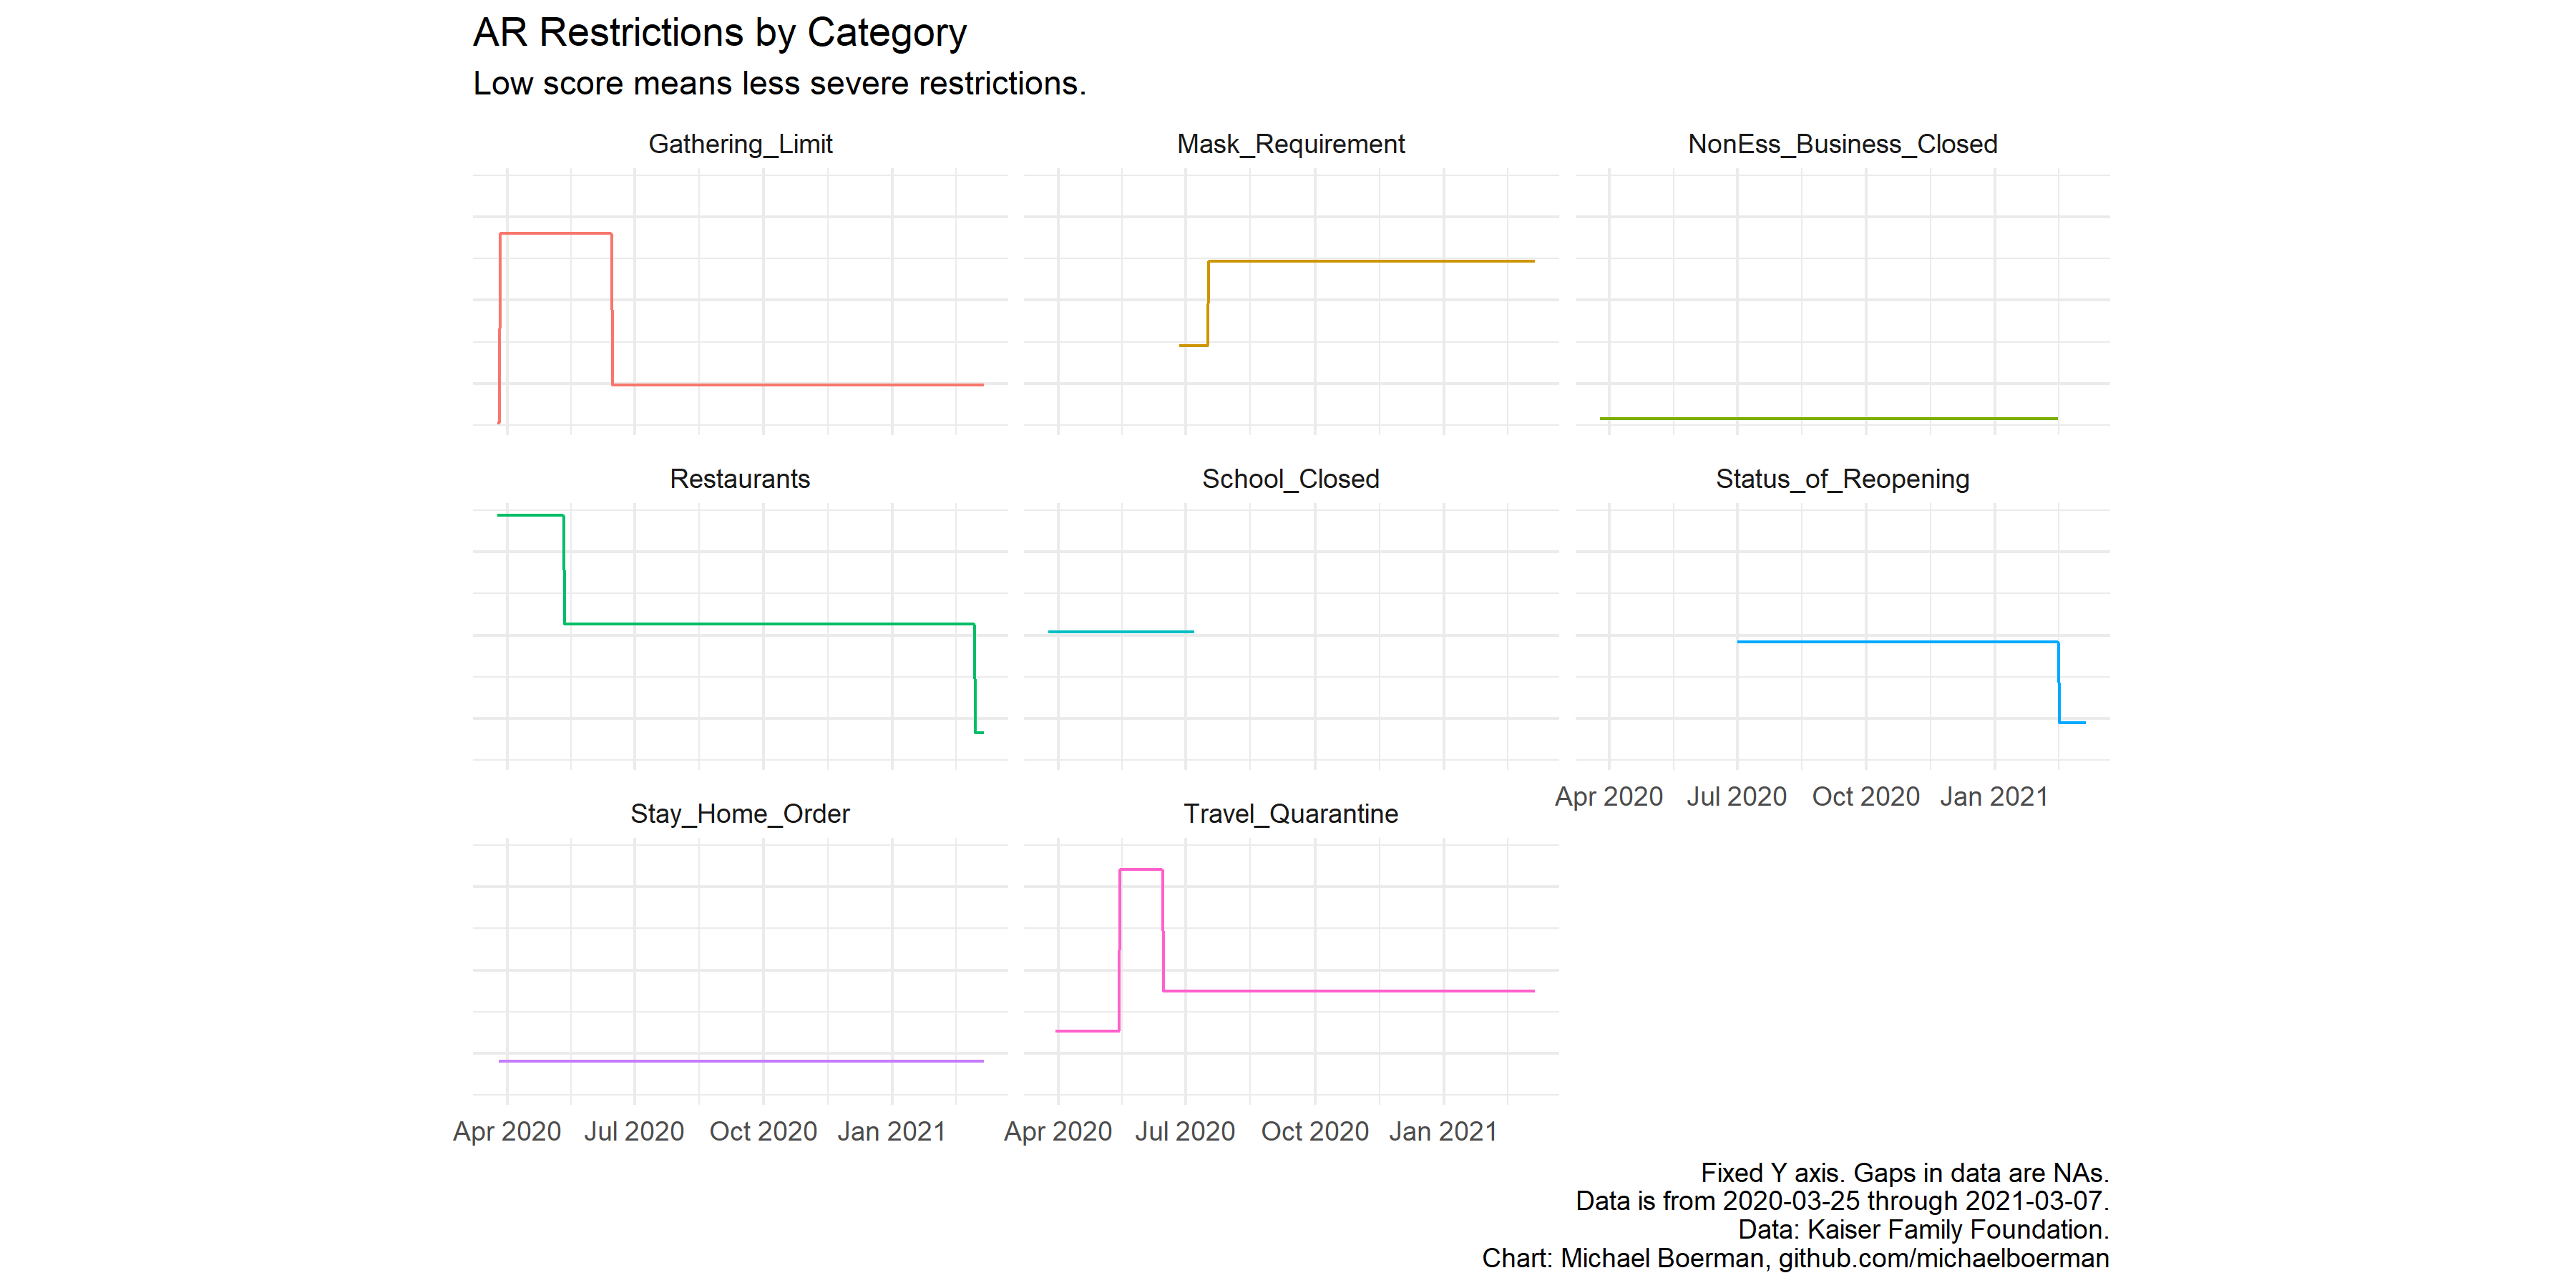 AR Restrictions by Category
Low score means less severe restrictions.
Gathering_Limit
Mask_Requirement
NonEss_Business_Closed
Restaurants
School_Closed
Status_of_Reopening
Apr 2020 Jul 2020 Oct 2020 Jan 2021
Stay_Home_Order
Travel_Quarantine
Apr 2020 Jul 2020 Oct 2020 Jan 2021
Apr 2020 Jul 2020 Oct 2020 Jan 2021
Fixed Y axis. Gaps in data are NAs.
Data is from 2020-03-25 through 2021-03-07.
Data: Kaiser Family Foundation.
Chart: Michael Boerman, github.com/michaelboerman